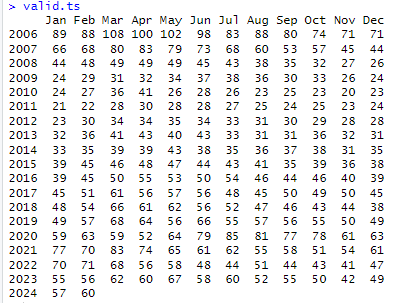 > valid.ts
Jan Feb Mar Apr May Jun Jul Aug Sep Oct Nov Dec
2006 89 88 108 100 102 98 83 88 80 74 71 71
2007 66 68 80 83 79 73 68 60 53 57 45 44
2008 44 48 49 49 49 45 43 38 35 32 27 26
2009 24 29 31 32 34 37 38 36 30 33 26 24
2010 24 27 36 41 26 28 26 23 25 23 20 23
2011 21 22 28 30 28 28 27 25 24 25 23 24
2012 23 30 34 34 35 35 34 31 30 29 28 28
2013 32 36 41 43 40 43 33 31 31 36 32 31
2014 33 35 39 39 43 38 35 36 37 38 31 35
2015 39 45 46 48 47 44 43 41 35 39 36 38
2016 39 45 50 55 53 50 54 46 44 46 40 39
2017 45 51 61 56 57 56 48 45 50 49 50 45
2018 48 54 66 61 62 56 52 47 46 43 44 38
2019 49 57 68 64 56 66 55 57 56 55 50 49
2020 59 63 59 52 64 79 85 81 77 78 61 63
2021 77 70 83 74 65 61 62 55 58 51 54 61
2022 70 71 68 56 58 48 44 51 44 43 41 47
2023 55 56 62 60 67 58 60 52 55 50 42 49
2024 57 60